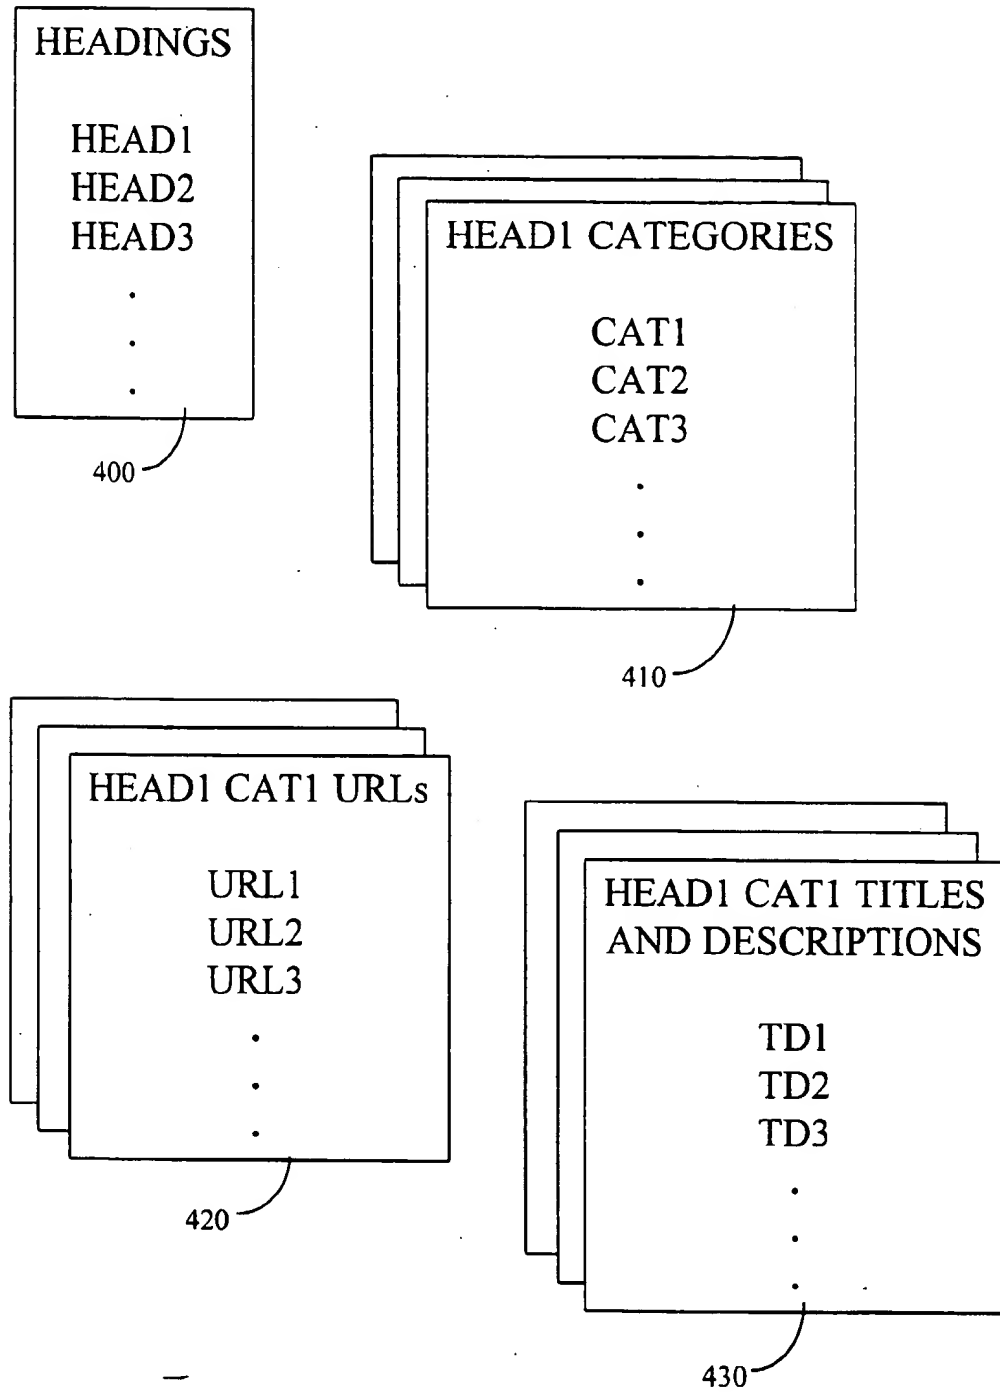 HEADINGS
HEAD1
HEAD2
HEAD3
.
.
.
400
HEAD1 CATEGORIES
CAT1
CAT2
CAT3
.
.
.
410
HEAD1 CAT1 URLs
URL1
URL2
URL3
.
.
.
420
HEAD1 CAT1 TITLES
AND DESCRIPTIONS
TD1
TD2
TD3
.
.
.
430